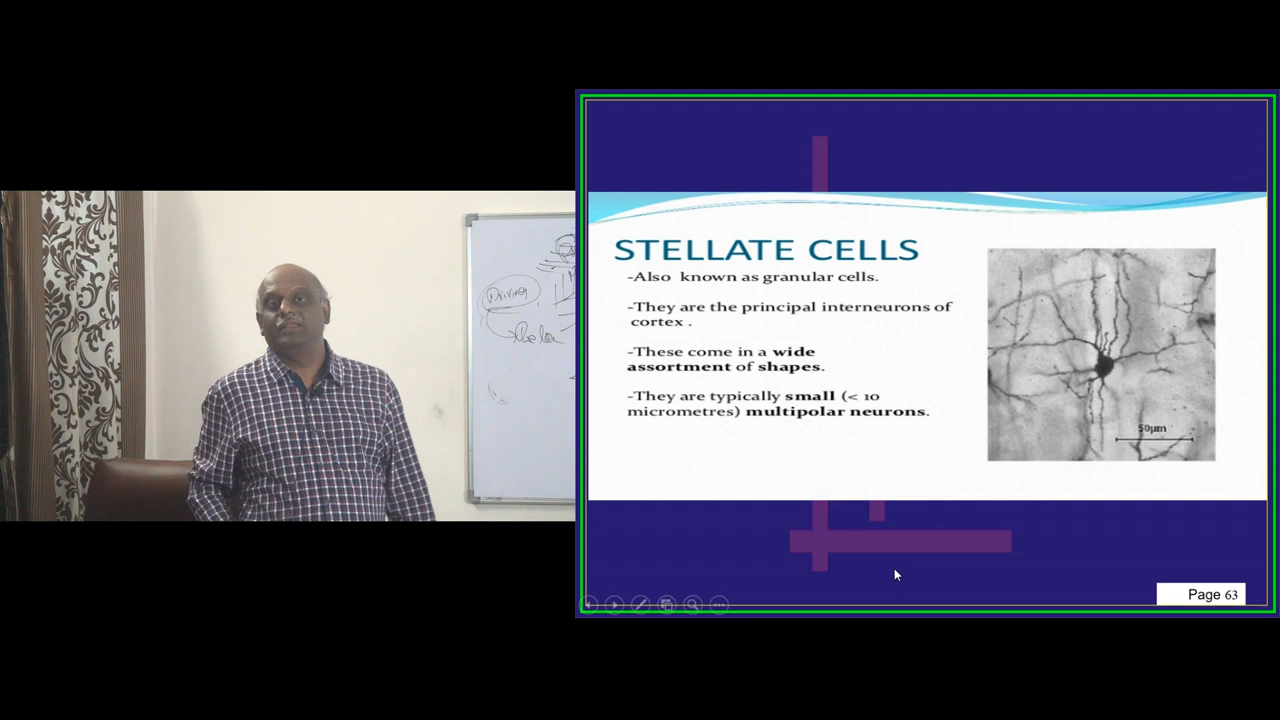 Driving
STELLATE CELLS
-Also known as granular cells.
-They are the principal interneurons of
cortex .
-These come in a wide
assortment of shapes.
-They are typically small (< 10
micrometres) multipolar neurons.
50µm
Page 63